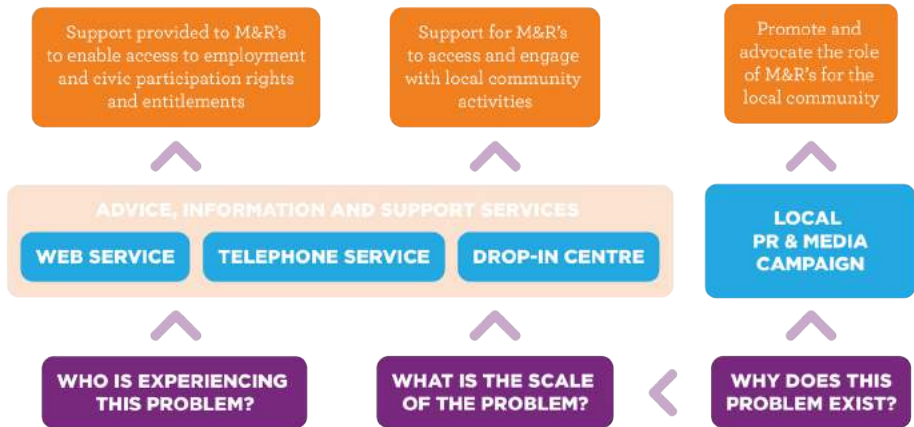 Support provided to M&R's
to enable access to employment
and civic participation rights
and entitlements
Support for M&R's
to access and engage
with local community
activities
Promote and
advocate the role
of M&R's for the
local community
ADVICE, INFORMATION AND SUPPORT SERVICES
WEB SERVICE
TELEPHONE SERVICE
DROP-IN CENTRE
LOCAL
PR & MEDIA
CAMPAIGN
WHO IS EXPERIENCING
THIS PROBLEM?
WHAT IS THE SCALE
OF THE PROBLEM?
WHY DOES THIS
PROBLEM EXIST?